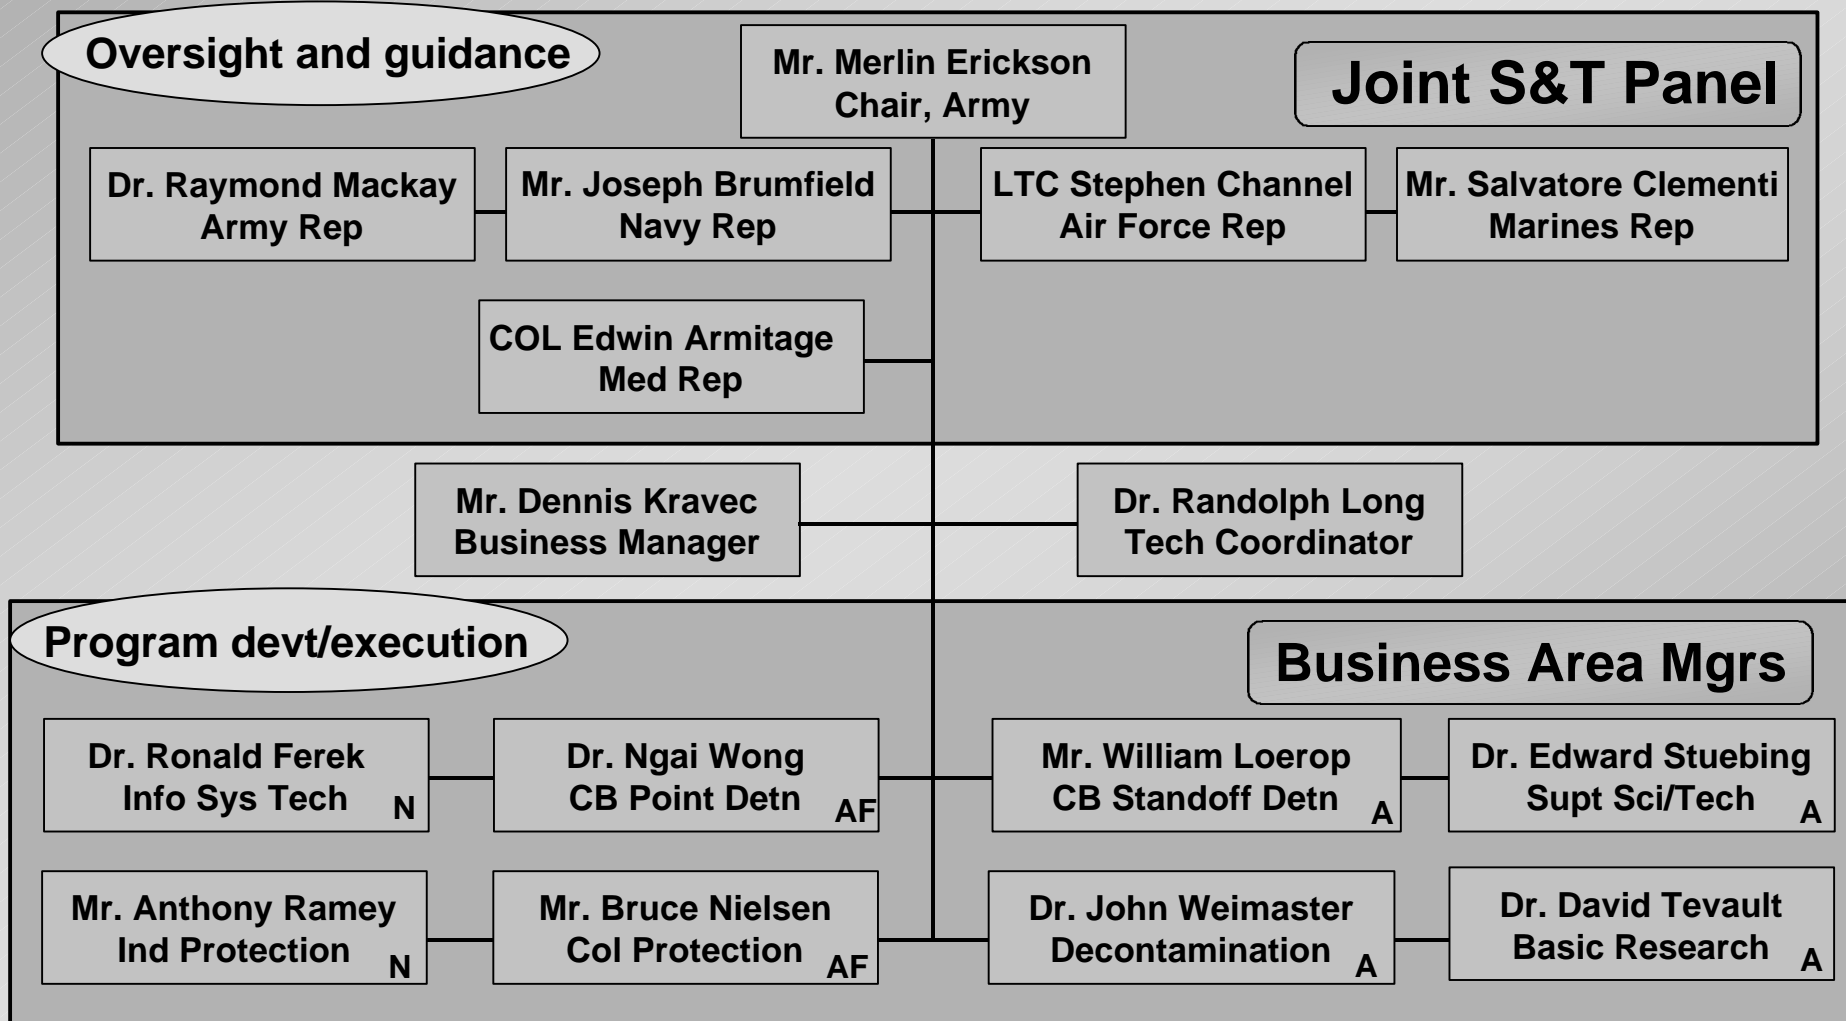 Oversight and guidance
Joint S&T Panel
Mr. Merlin Erickson
Chair, Army
Dr. Raymond Mackay
Army Rep
Mr. Joseph Brumfield
Navy Rep
LTC Stephen Channel
Air Force Rep
Mr. Salvatore Clementi
Marines Rep
COL Edwin Armitage
Med Rep
Mr. Dennis Kravec
Business Manager
Dr. Randolph Long
Tech Coordinator
Program devt/execution
Business Area Mgrs
Dr. Ronald Ferek
Info Sys Tech
N
Dr. Ngai Wong
CB Point Detn
AF
Mr. William Loerop
CB Standoff Detn
A
Dr. Edward Stuebing
Supt Sci/Tech
A
Mr. Anthony Ramey
Ind Protection
N
Mr. Bruce Nielsen
Col Protection
AF
Dr. John Weimaster
Decontamination
A
Dr. David Tevault
Basic Research
A